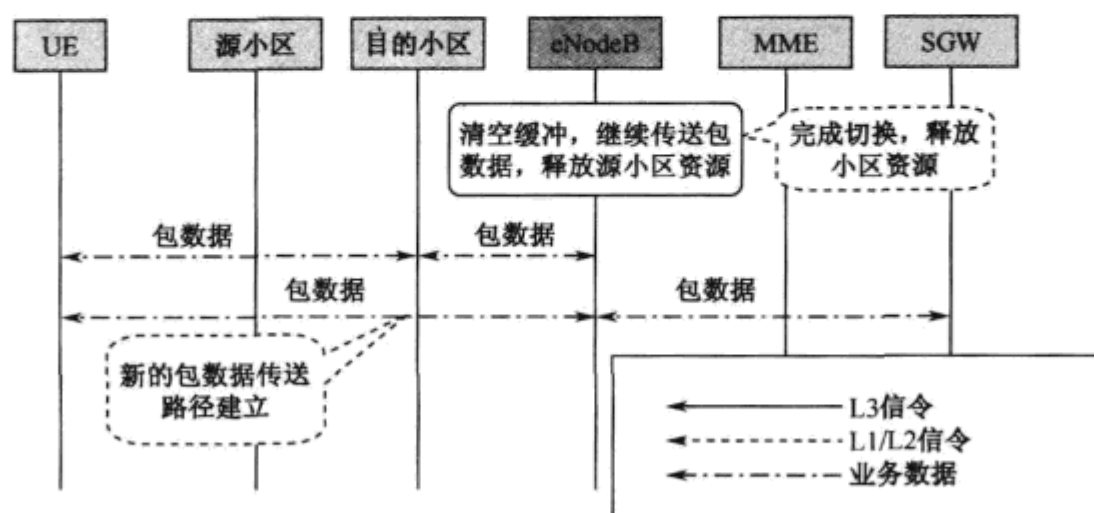 UE
源小区
目的小区
eNodeB
MME
SGW
清空缓冲，继续传送包
数据，释放源小区资源
完成切换，释放
小区资源
包数据
包数据
包数据
包数据
新的包数据传送
路径建立
L3信令
L1/L2信令
业务数据